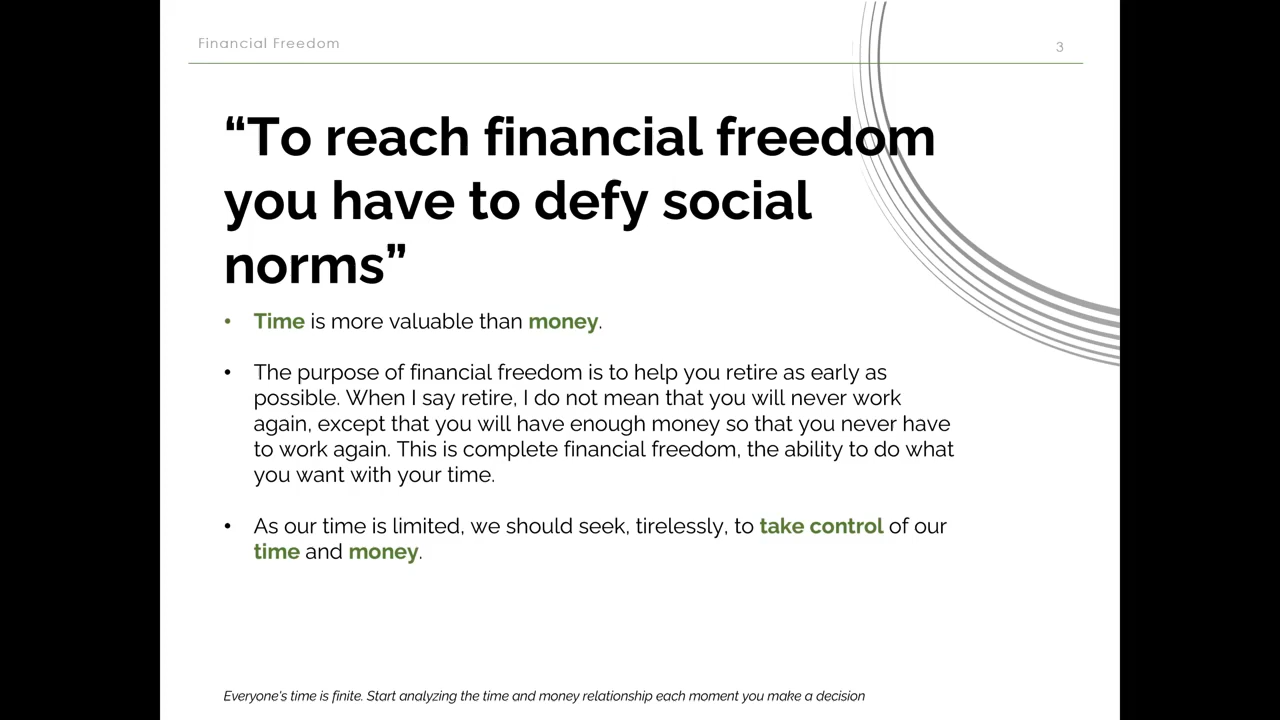 Financial Freedom
3
“To reach financial freedom
you have to defy social
norms”
• Time is more valuable than money.
• The purpose of financial freedom is to help you retire as early as
possible. When I say retire, I do not mean that you will never work
again, except that you will have enough money so that you never have
to work again. This is complete financial freedom, the ability to do what
you want with your time.
• As our time is limited, we should seek, tirelessly, to take control of our
time and money.
Everyone's time is finite. Start analyzing the time and money relationship each moment you make a decision